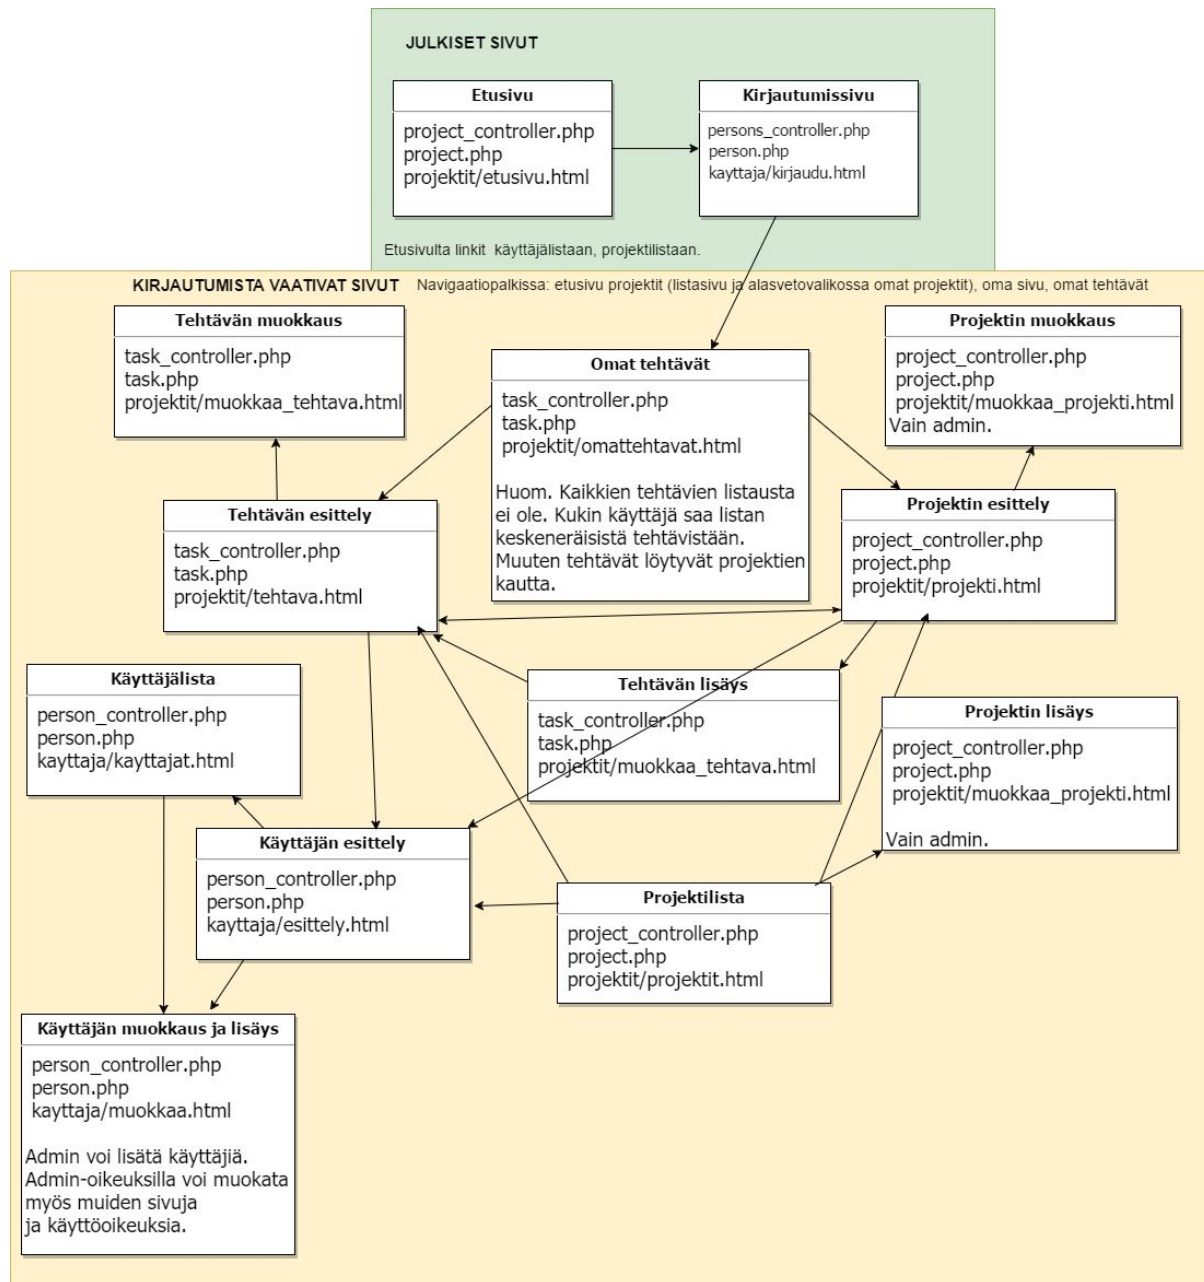 JULKISET SIVUT
Etusivu
project_controller.php
project.php
projektit/etusivu.html
Kirjautumissivu
persons_controller.php
person.php
kayttaja/kirjaudu.html
Etusivulta linkit käyttäjälistaan, projektilistaan.
KIRJAUTUMISTA VAATIVAT SIVUT
Navigaatiopalkissa: etusivu projektit (listasivu ja alasvetovalikossa omat projektit), oma sivu, omat tehtävät
Tehtävän muokkaus
task_controller.php
task.php
projektit/muokkaa_tehtava.html
Omat tehtävät
task_controller.php
task.php
projektit/omattehtavat.html
Huom. Kaikkien tehtävien listausta
ei ole. Kukin käyttäjä saa listan
keskeneräisistä tehtävistään.
Muuten tehtävät löytyvät projektien
kautta.
Projektin muokkaus
project_controller.php
project.php
projektit/muokkaa_projekti.html
Vain admin.
Tehtävän esittely
task_controller.php
task.php
projektit/tehtava.html
Projektin esittely
project_controller.php
project.php
projektit/projekti.html
Käyttäjälista
person_controller.php
person.php
kayttaja/kayttajat.html
Tehtävän lisäys
task_controller.php
task.php
projektit/muokkaa_tehtava.html
Projektin lisäys
project_controller.php
project.php
projektit/muokkaa_projekti.html
Vain admin.
Käyttäjän esittely
person_controller.php
person.php
kayttaja/esittely.html
Projektilista
project_controller.php
project.php
projektit/projektit.html
Käyttäjän muokkaus ja lisäys
person_controller.php
person.php
kayttaja/muokkaa.html
Admin voi lisätä käyttäjiä.
Admin-oikeuksilla voi muokata
myös muiden sivuja
ja käyttöoikeuksia.